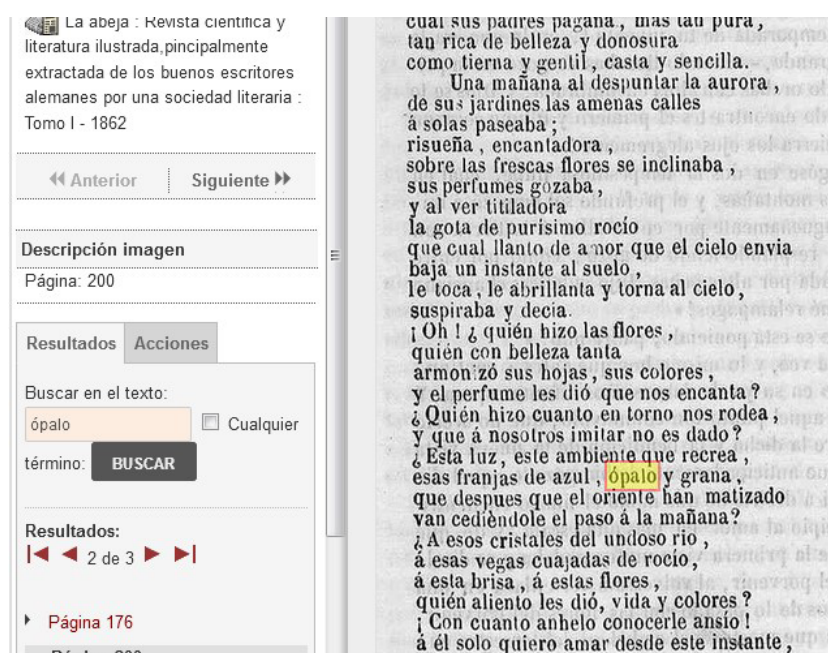 La abeja : Revista científica y
literatura ilustrada,pincipalmente
extractada de los buenos escritores
alemanes por una sociedad literaria :
Tomo I - 1862
Anterior
Siguiente
Descripción imagen
Página: 200
Resultados
Acciones
Buscar en el texto:
ópalo
Cualquier
término:
BUSCAR
Resultados:
2 de 3
Página 176
cual sus padres pagana, mas tan pura,
tan rica de belleza y donosura
como tierna y gentil, casta y sencilla.
Una mañana al despuntar la aurora,
de sus jardines las amenas calles
á solas paseaba;
risueña, encantadora,
sobre las frescas flores se inclinaba,
sus perfumes gozaba,
y al ver titiladora
la gota de purísimo rocío
que cual llanto de amor que el cielo envia
baja un instante al suelo,
le toca, le abrillanta y torna al cielo,
suspiraba y decia.
¡Oh! ¿quién hizo las flores,
quién con belleza tanta
armonizó sus hojas, sus colores,
y el perfume les dió que nos encanta?
¿Quién hizo cuanto en torno nos rodea,
y que á nosotros imitar no es dado?
¿Esta luz, este ambiente que recrea,
esas franjas de azul, ópalo y grana,
que despues que el oriente han matizado
van cediéndole el paso á la mañana?
¿A esos cristales del undoso rio,
á esas vegas cuajadas de rocío,
á esta brisa, á estas flores,
quién aliento les dió, vida y colores?
¡Con cuánto anhelo conocerle ansío!
á él solo quiero amar desde este instante,